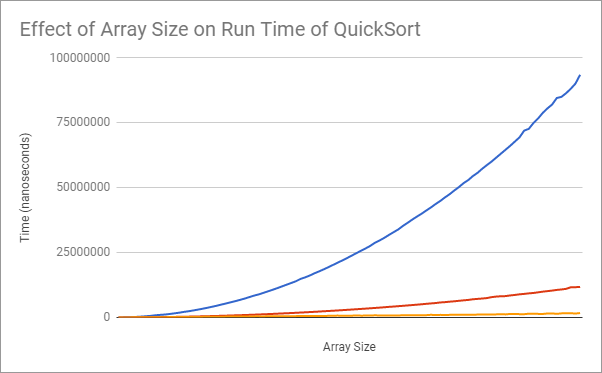 Effect of Array Size on Run Time of QuickSort
100000000
75000000
50000000
25000000
0
Time (nanoseconds)
Array Size